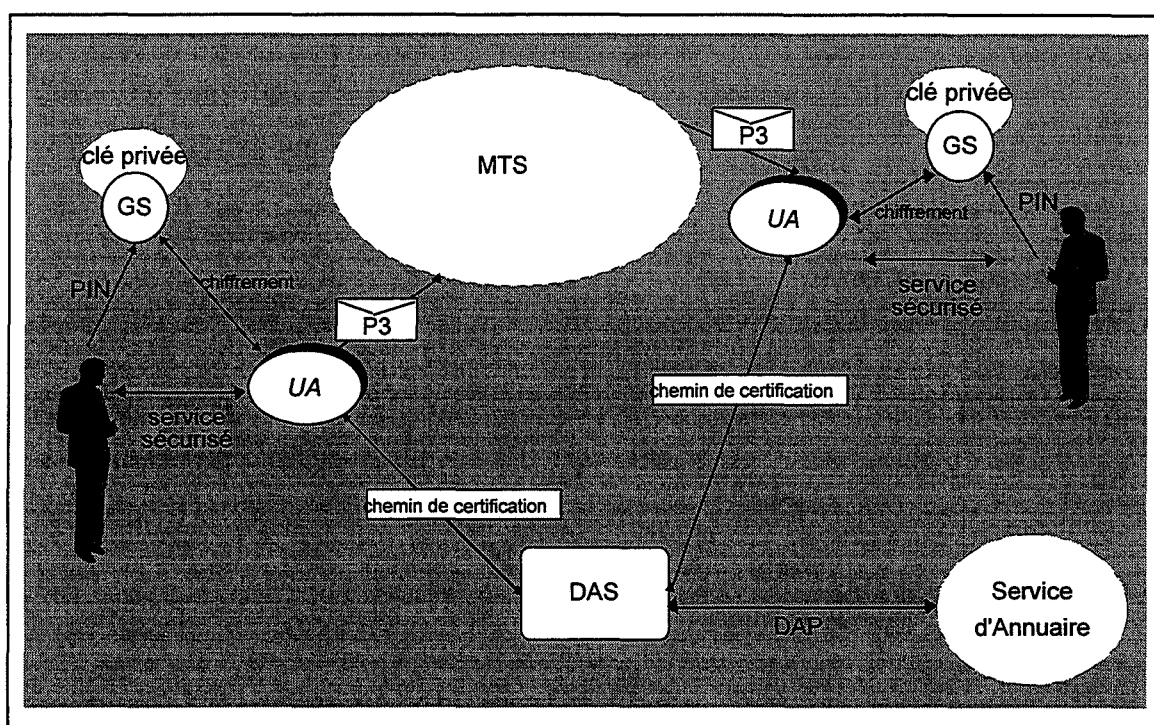 clé privée
GS
PIN
chiffrement
P3
UA
service
sécurisé
MTS
P3
clé privée
GS
UA
chiffrement
PIN
service
sécurisé
chemin de certification
chemin de certification
DAS
DAP
Service
d'Annuaire